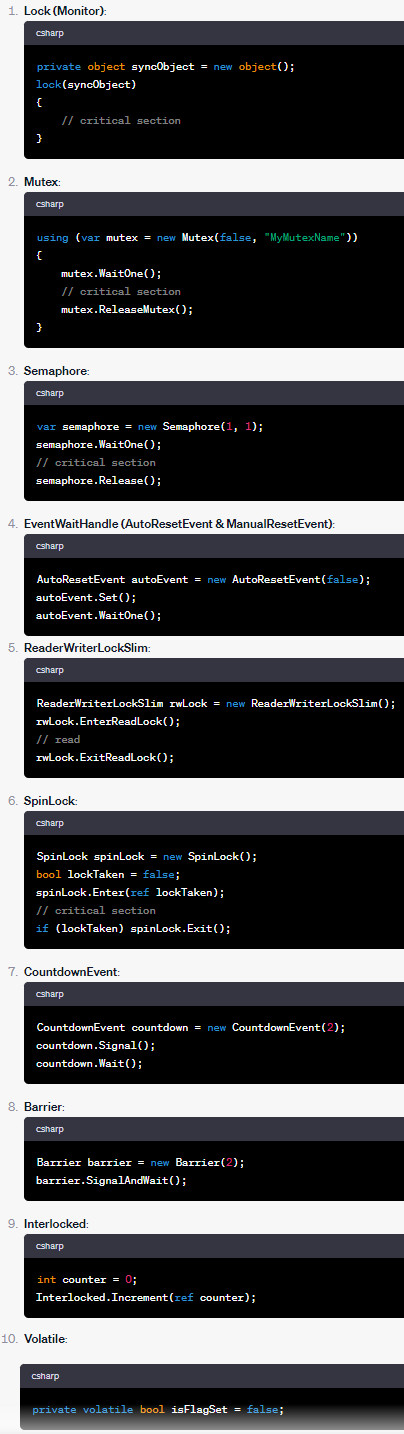 1. Lock (Monitor):
csharp
private object syncObject = new object();
lock(syncObject)
{
// critical section
}
2. Mutex:
csharp
using (var mutex = new Mutex(false, "MyMutexName"))
{
mutex.WaitOne();
// critical section
mutex.ReleaseMutex();
}
3. Semaphore:
csharp
var semaphore = new Semaphore(1, 1);
semaphore.WaitOne();
// critical section
semaphore.Release();
4. EventWaitHandle (AutoResetEvent & ManualResetEvent):
csharp
AutoResetEvent autoEvent = new AutoResetEvent(false);
autoEvent.Set();
autoEvent.WaitOne();
5. ReaderWriterLockSlim:
csharp
ReaderWriterLockSlim rwLock = new ReaderWriterLockSlim();
rwLock.EnterReadLock();
// read
rwLock.ExitReadLock();
6. SpinLock:
csharp
SpinLock spinLock = new SpinLock();
bool lockTaken = false;
spinLock.Enter(ref lockTaken);
// critical section
if (lockTaken) spinLock.Exit();
7. CountdownEvent:
csharp
CountdownEvent countdown = new CountdownEvent(2);
countdown.Signal();
countdown.Wait();
8. Barrier:
csharp
Barrier barrier = new Barrier(2);
barrier.SignalAndWait();
9. Interlocked:
csharp
int counter = 0;
Interlocked.Increment(ref counter);
10. Volatile:
csharp
private volatile bool isFlagSet = false;